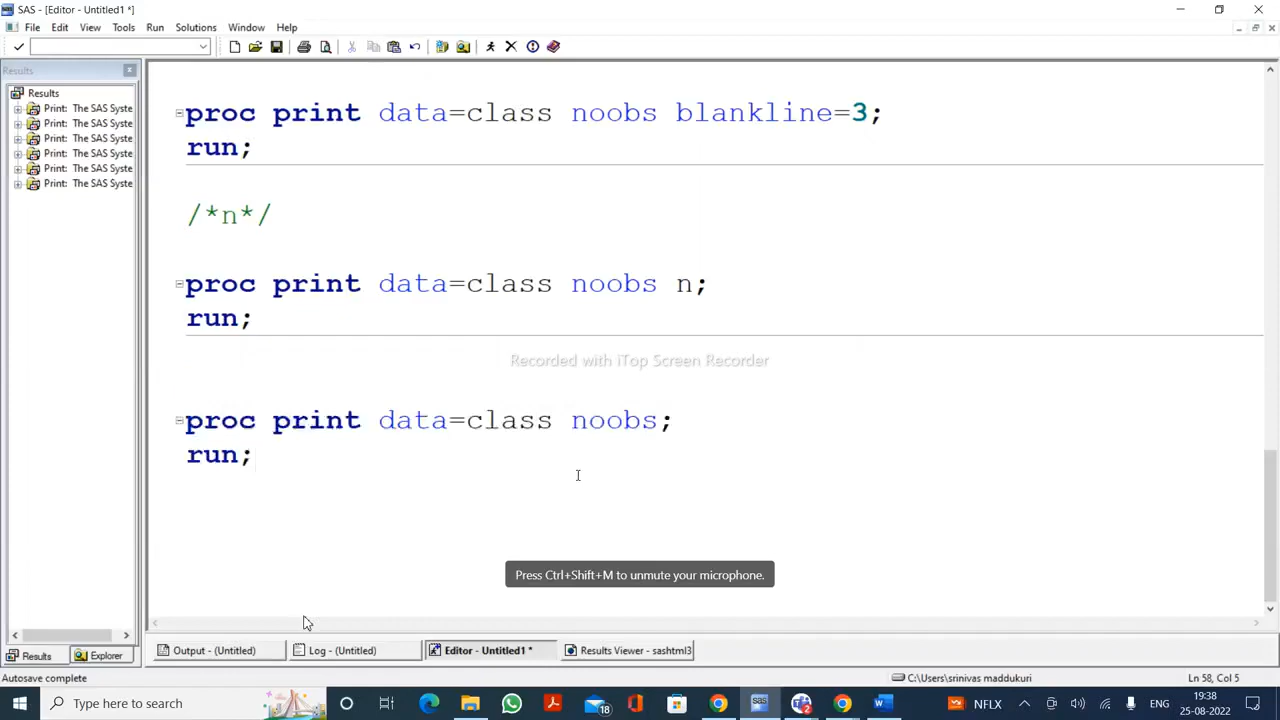 SAS - [Editor - Untitled1 *]
File Edit View Tools Run Solutions Window Help
Results
Results
Print: The SAS Syste
Print: The SAS Syste
Print: The SAS Syste
Print: The SAS Syste
Print: The SAS Syste
Print: The SAS Syste
proc print data=class noobs blankline=3;
run;
/*n*/
proc print data=class noobs n;
run;
Recorded with iTop Screen Recorder
proc print data=class noobs;
run;
Press Ctrl+Shift+M to unmute your microphone.
Results Explorer
Output - (Untitled) Log - (Untitled) Editor - Untitled1 * Results Viewer - sashtml3
Autosave complete C:\Users\srinivas maddukuri Ln 58, Col 5
Type here to search 18 SAS 2 NFLX ENG 19:38
25-08-2022